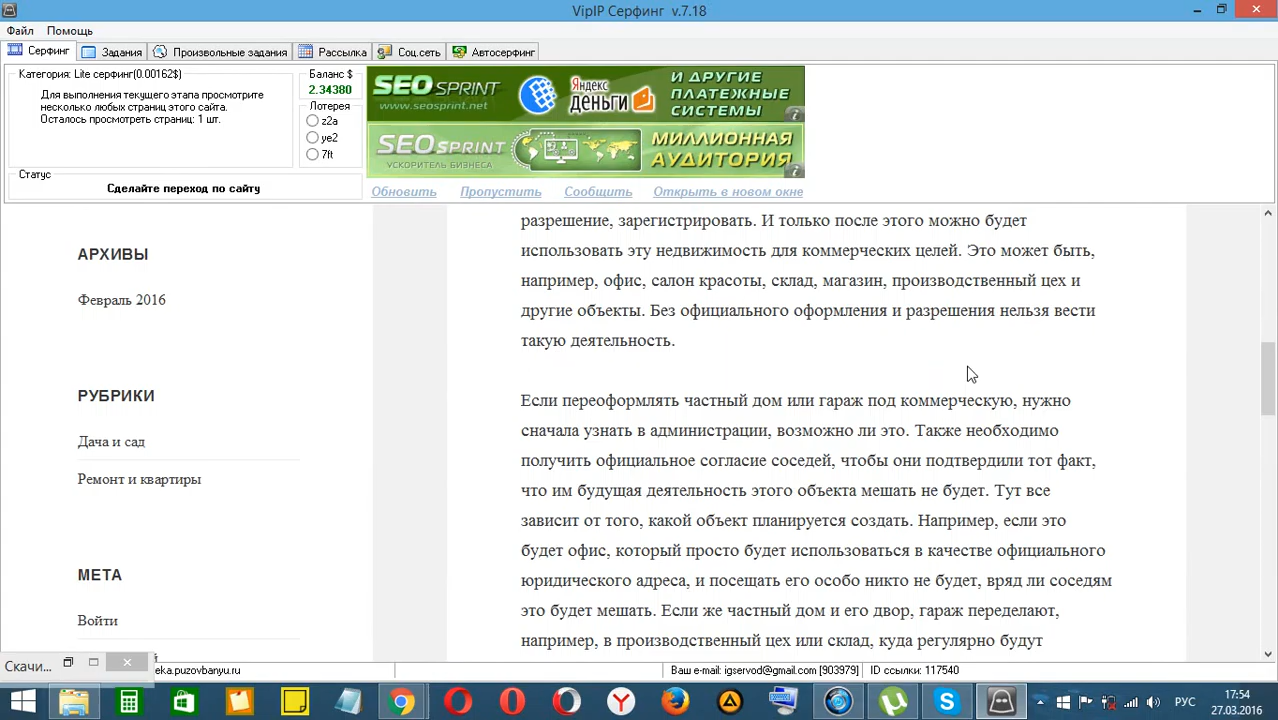 VipIP Серфинг v.7.18
Файл Помощь
Серфинг Задания Произвольные задания Рассылка Соц.сеть Автосерфинг
Категория: Lite серфинг(0.00162$)
Для выполнения текущего этапа просмотрите
несколько любых страниц этого сайта.
Осталось просмотреть страниц: 1 шт.
Баланс $
2.34380
Лотерея
z2a
ye2
7ft
Статус
Сделайте переход по сайту
SEO SPRINT
www.seosprint.net
Яндекс
деньги
И ДРУГИЕ
ПЛАТЕЖНЫЕ
СИСТЕМЫ
SEO SPRINT
УСКОРИТЕЛЬ БИЗНЕСА
МИЛЛИОННАЯ
АУДИТОРИЯ
Обновить Пропустить Сообщить Открыть в новом окне
АРХИВЫ
Февраль 2016
РУБРИКИ
Дача и сад
Ремонт и квартиры
МЕТА
Войти
разрешение, зарегистрировать. И только после этого можно будет
использовать эту недвижимость для коммерческих целей. Это может быть,
например, офис, салон красоты, склад, магазин, производственный цех и
другие объекты. Без официального оформления и разрешения нельзя вести
такую деятельность.
Если переоформлять частный дом или гараж под коммерческую, нужно
сначала узнать в администрации, возможно ли это. Также необходимо
получить официальное согласие соседей, чтобы они подтвердили тот факт,
что им будущая деятельность этого объекта мешать не будет. Тут все
зависит от того, какой объект планируется создать. Например, если это
будет офис, который просто будет использоваться в качестве официального
юридического адреса, и посещать его особо никто не будет, вряд ли соседям
это будет мешать. Если же частный дом и его двор, гараж переделают,
например, в производственный цех или склад, куда регулярно будут
Скачи...
eka.puzovbanyu.ru
Ваш e-mail: igservod@gmail.com [903979]
ID ссылки: 117540
РУС
17:54
27.03.2016